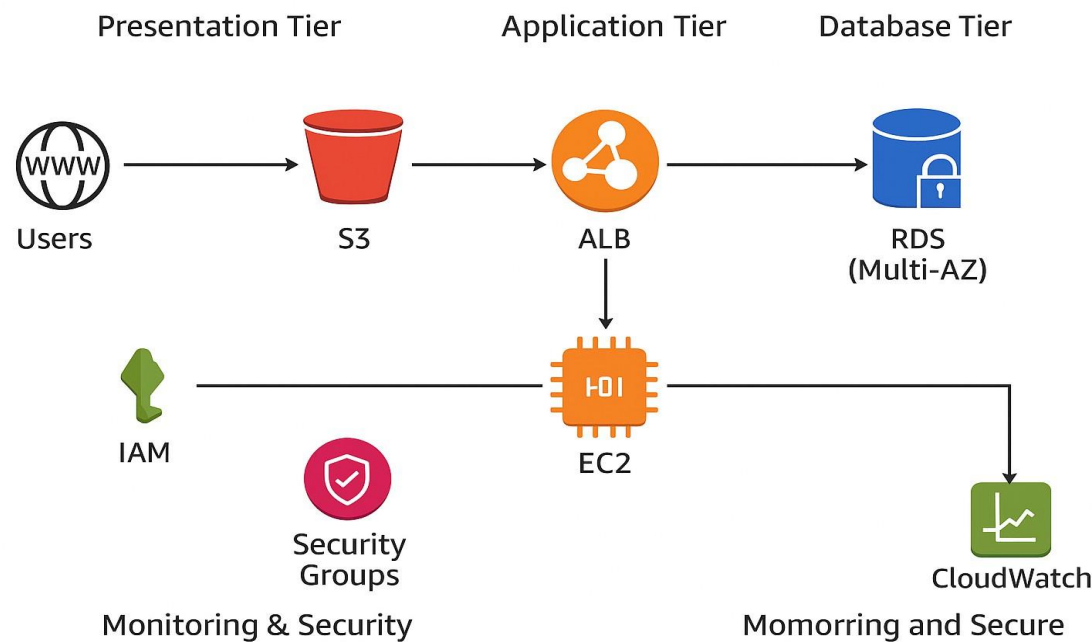 Presentation Tier
Application Tier
Database Tier
WWW
Users
S3
ALB
RDS
(Multi-AZ)
IAM
EC2
Security
Groups
CloudWatch
Monitoring & Security
Momorring and Secure